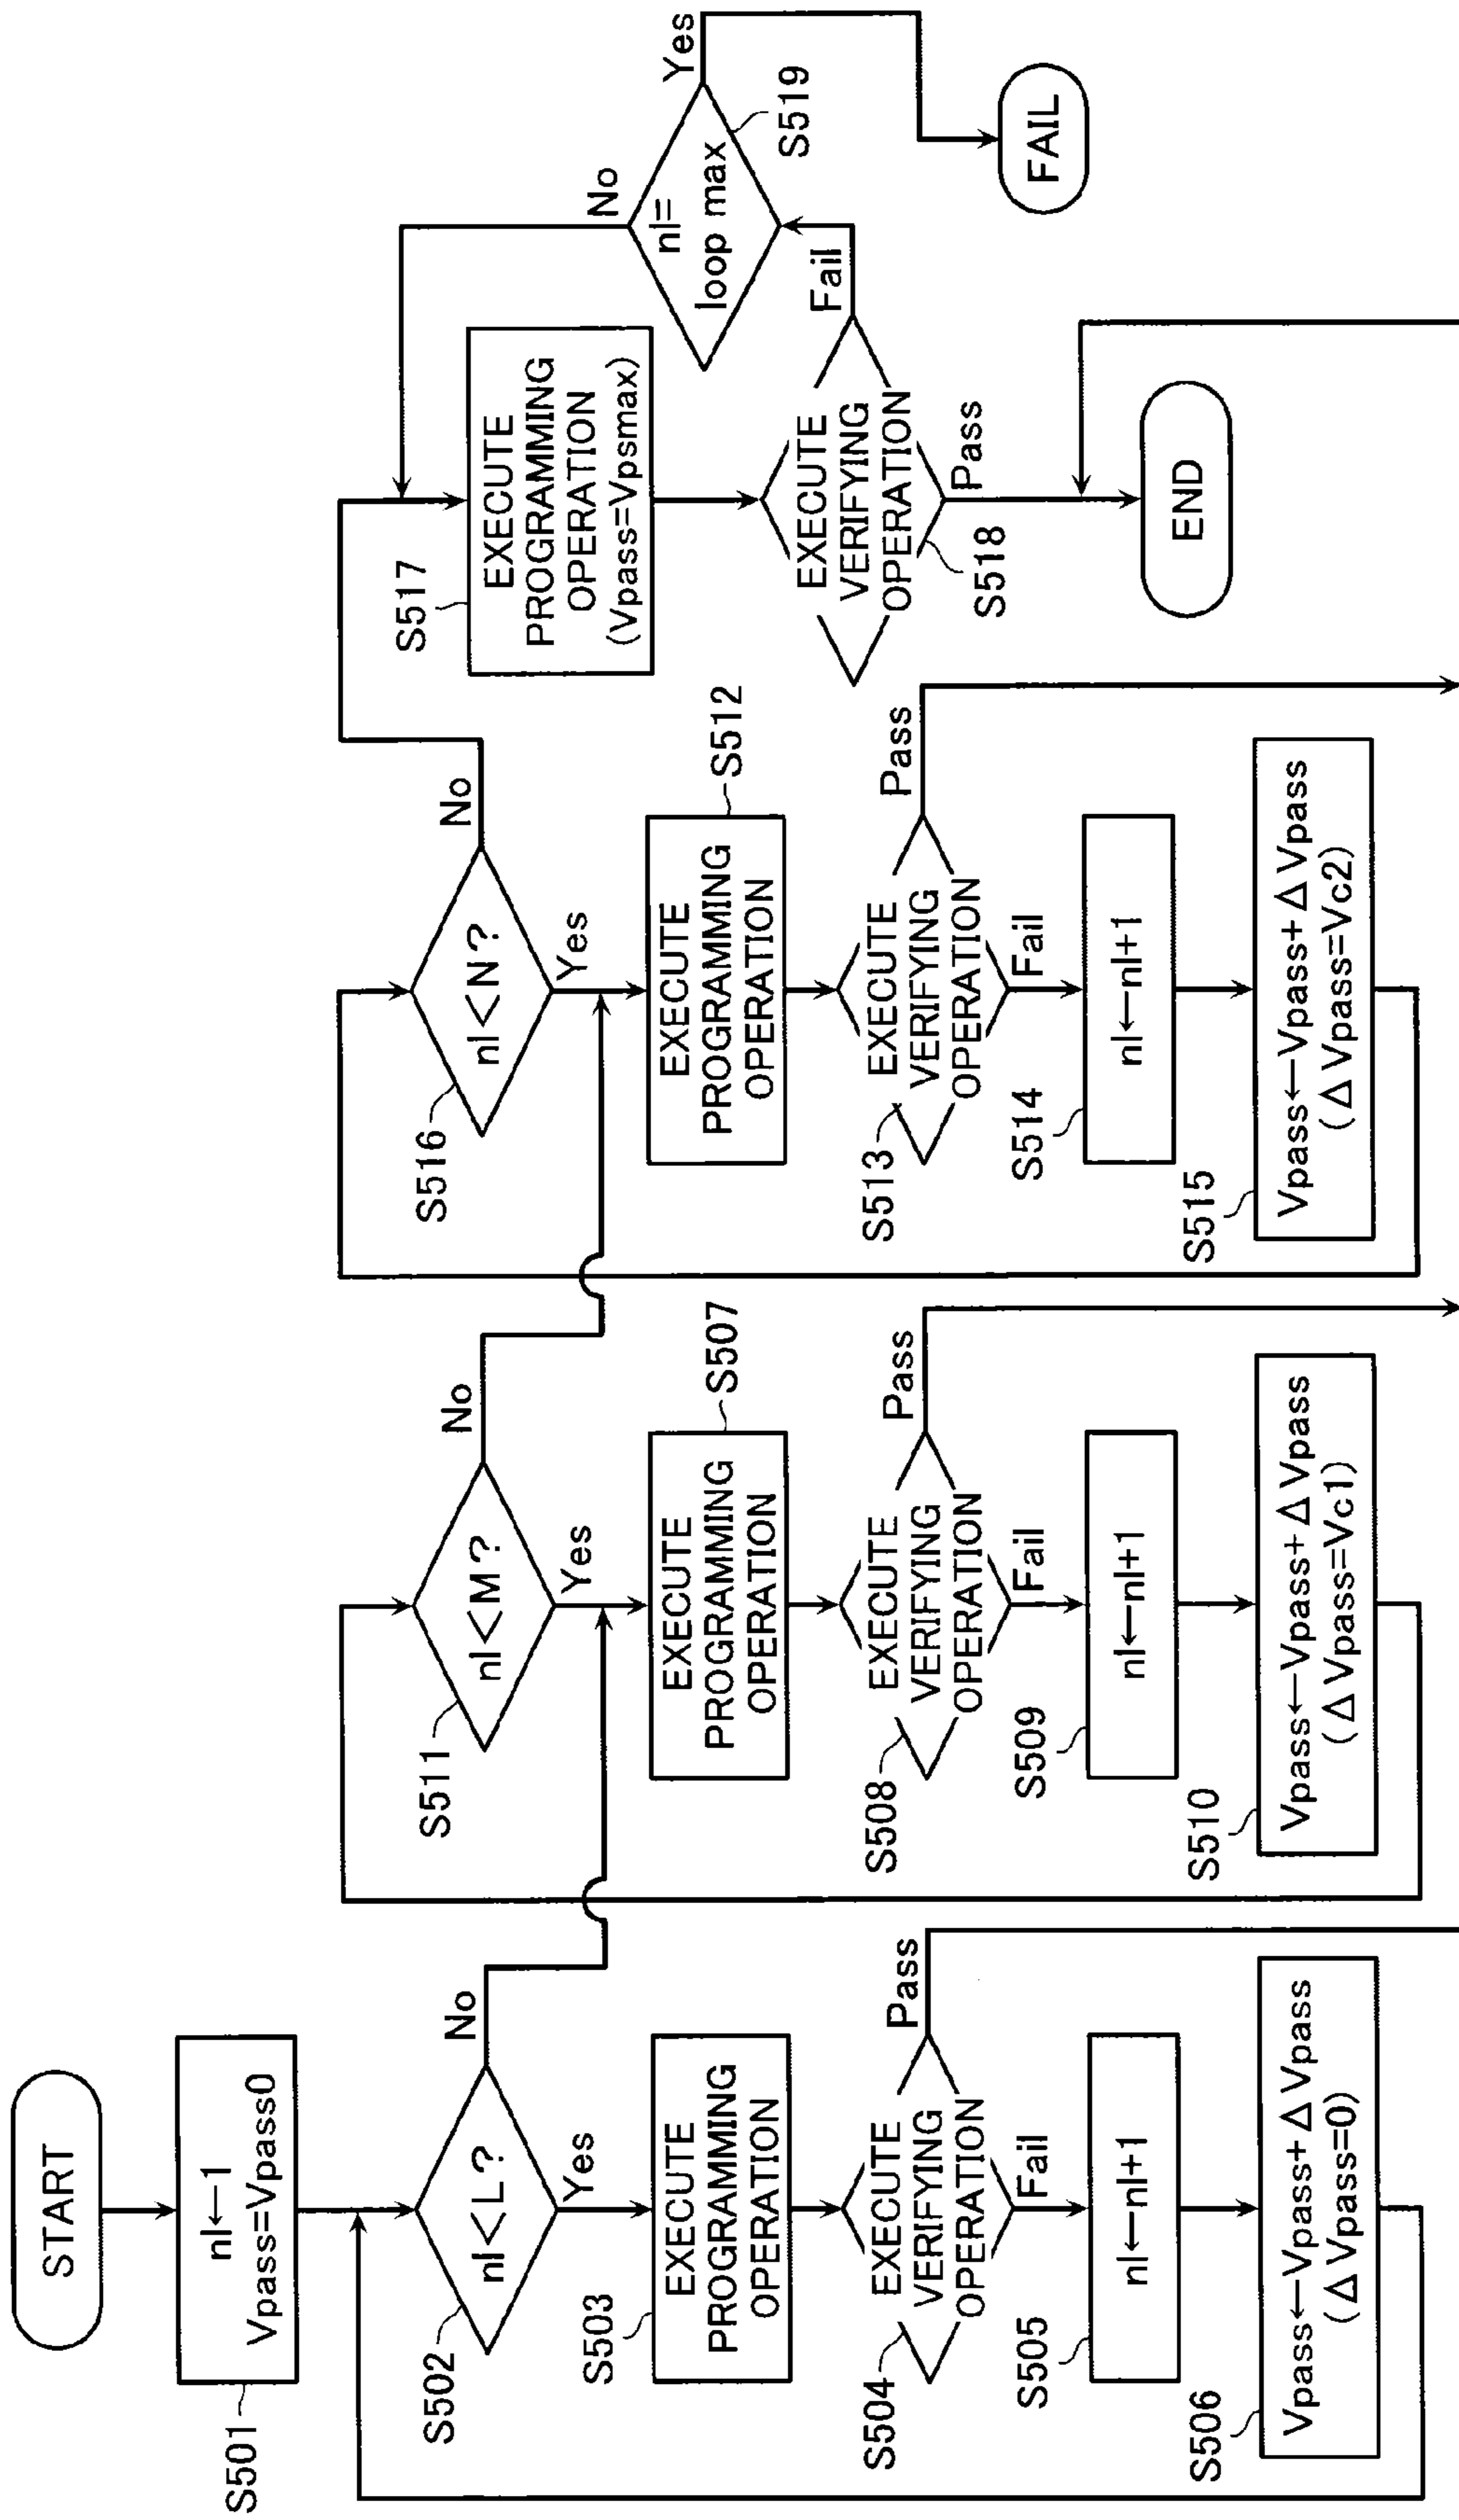 START
S501
nl←1
Vpass=Vpass0
S502
nl<L?
No
Yes
S503
EXECUTE
PROGRAMMING
OPERATION
S504
EXECUTE
VERIFYING
OPERATION
Pass
Fail
S505
nl←nl+1
S506
Vpass←Vpass+ΔVpass
(ΔVpass=0)
S511
nl<M?
No
Yes
S507
EXECUTE
PROGRAMMING
OPERATION
S508
EXECUTE
VERIFYING
OPERATION
Pass
Fail
S509
nl←nl+1
S510
Vpass←Vpass+ΔVpass
(ΔVpass=Vc1)
S516
nl<N?
No
Yes
S512
EXECUTE
PROGRAMMING
OPERATION
S513
EXECUTE
VERIFYING
OPERATION
Pass
Fail
S514
nl←nl+1
S515
Vpass←Vpass+ΔVpass
(ΔVpass=Vc2)
S517
EXECUTE
PROGRAMMING
OPERATION
(Vpass=Vpsmax)
EXECUTE
VERIFYING
OPERATION
S518
Fail
Pass
END
No
nl=
loop max
S519
Yes
FAIL